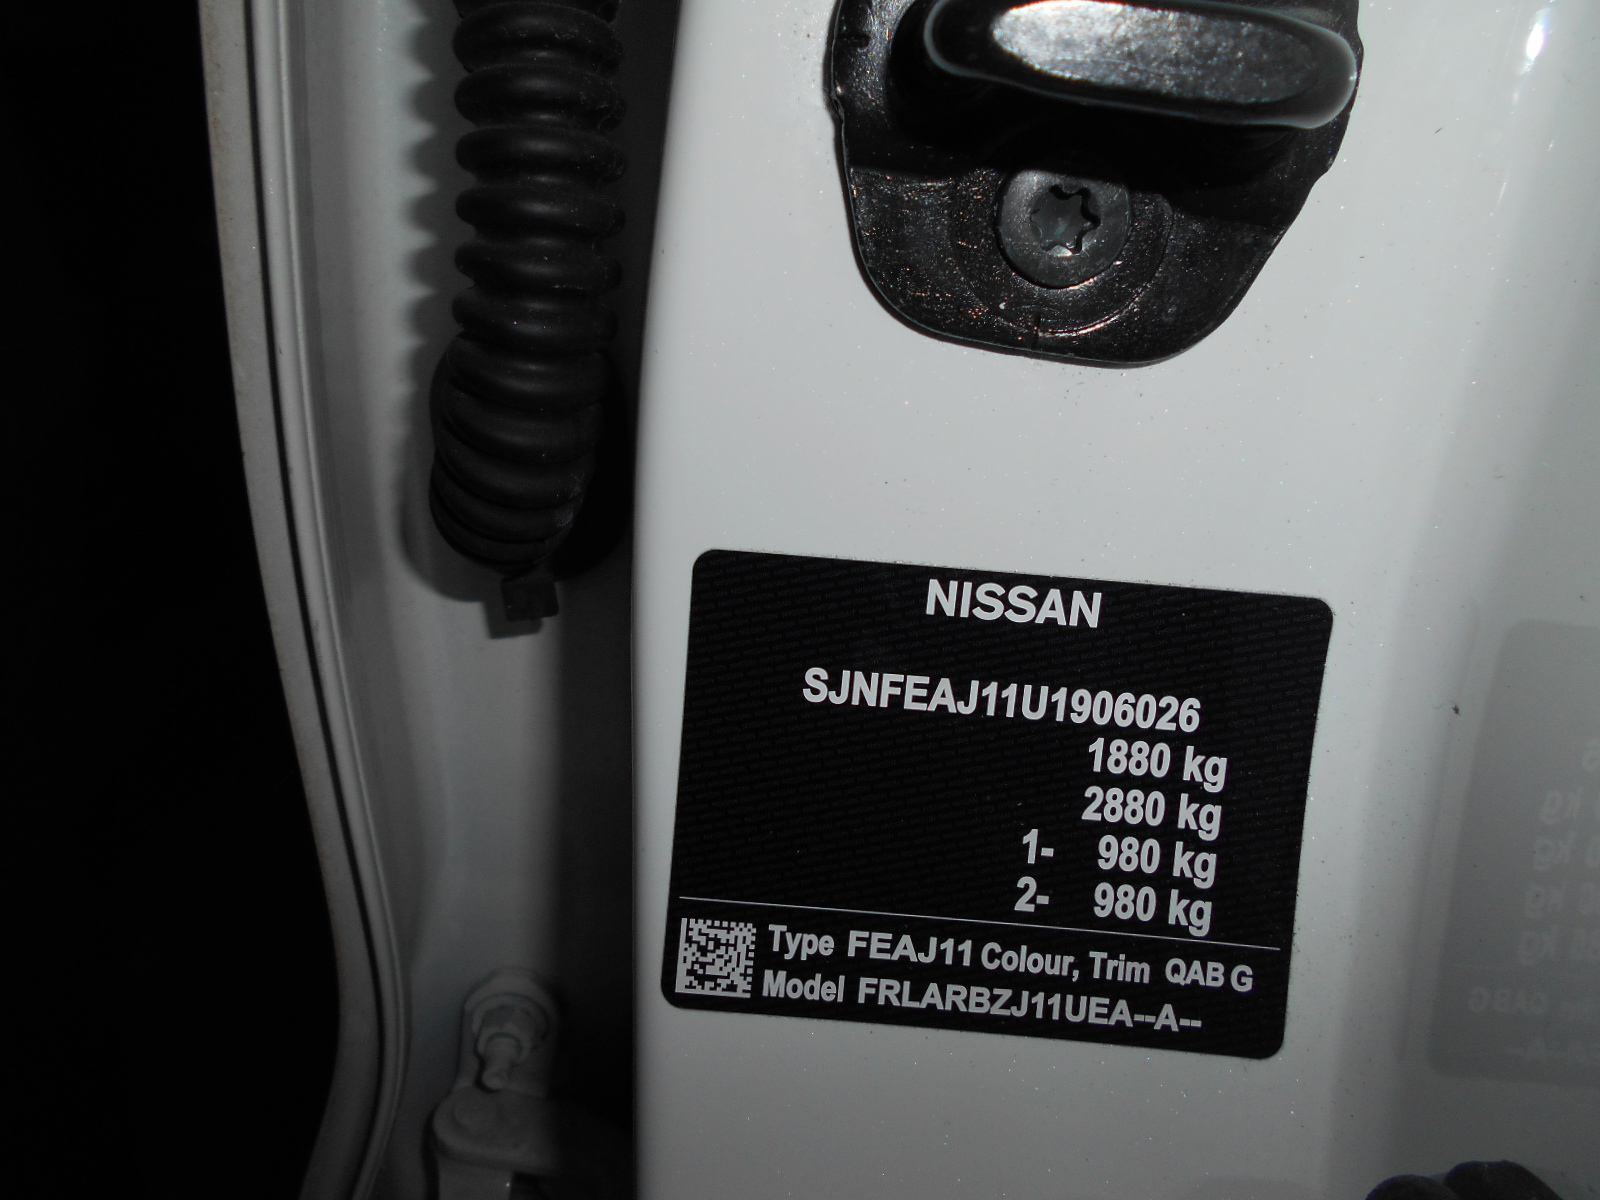 NISSAN
SJNFEAJ11U1906026
1880 kg
2880 kg
1- 980 kg
2- 980 kg
Type FEAJ11 Colour, Trim QAB G
Model FRLARBZJ11UEA--A--